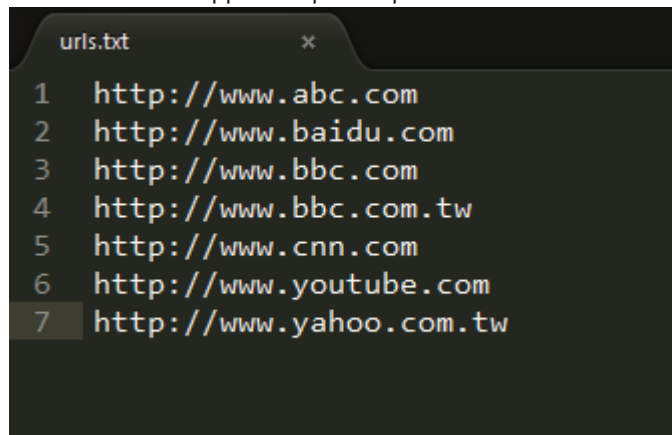 urls.txt ×
1 http://www.abc.com
2 http://www.baidu.com
3 http://www.bbc.com
4 http://www.bbc.com.tw
5 http://www.cnn.com
6 http://www.youtube.com
7 http://www.yahoo.com.tw